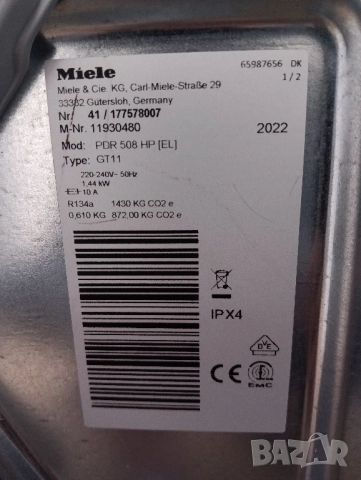 Miele
65987656 DK
1 / 2
Miele & Cie. KG, Carl-Miele-Straße 29
33332 Gütersloh, Germany
Nr. 41 / 177578007
M-Nr. 11930480
2022
Mod: PDR 508 HP [EL]
Type: GT11
220-240V~ 50Hz
1,44 kW
10 A
R134a 1430 KG CO2 e
0,610 KG 872,00 KG CO2 e
IPX4
VDE
CE
EMC
BAZAR